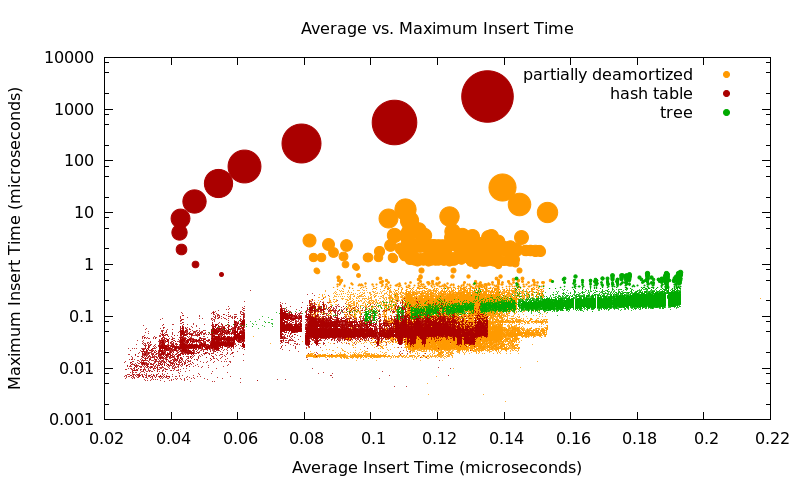 Average vs. Maximum Insert Time
10000
1000
100
10
1
0.1
0.01
0.001
Maximum Insert Time (microseconds)
partially deamortized
hash table
tree
0.02 0.04 0.06 0.08 0.1 0.12 0.14 0.16 0.18 0.2 0.22
Average Insert Time (microseconds)